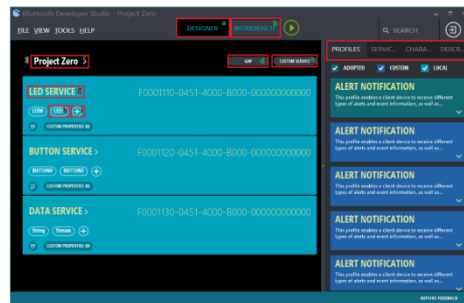 Bluetooth Developer Studio - Project Zero
FILE VIEW TOOLS HELP
DESIGNER a
WORKBENCH b
SEARCH
Project Zero >
GAP
CUSTOM SERVICE
PROFILES SERVIC... CHARA... DESCR...
ADOPTED CUSTOM LOCAL
LED SERVICE
F0001110-0451-4000-B000-000000000000
LED0 LED1 +
CUSTOM PROPERTIES (0)
BUTTON SERVICE >
F0001120-0451-4000-B000-000000000000
BUTTON0 BUTTON1 +
CUSTOM PROPERTIES (0)
DATA SERVICE >
F0001130-0451-4000-B000-000000000000
String Stream +
CUSTOM PROPERTIES (0)
ALERT NOTIFICATION
This profile enables a client device to receive different
types of alerts and event information, as well as...
ALERT NOTIFICATION
This profile enables a client device to receive different
types of alerts and event information, as well as...
ALERT NOTIFICATION
This profile enables a client device to receive different
types of alerts and event information, as well as...
ALERT NOTIFICATION
This profile enables a client device to receive different
types of alerts and event information, as well as...
ALERT NOTIFICATION
This profile enables a client device to receive different
types of alerts and event information, as well as...
REPORT FEEDBACK